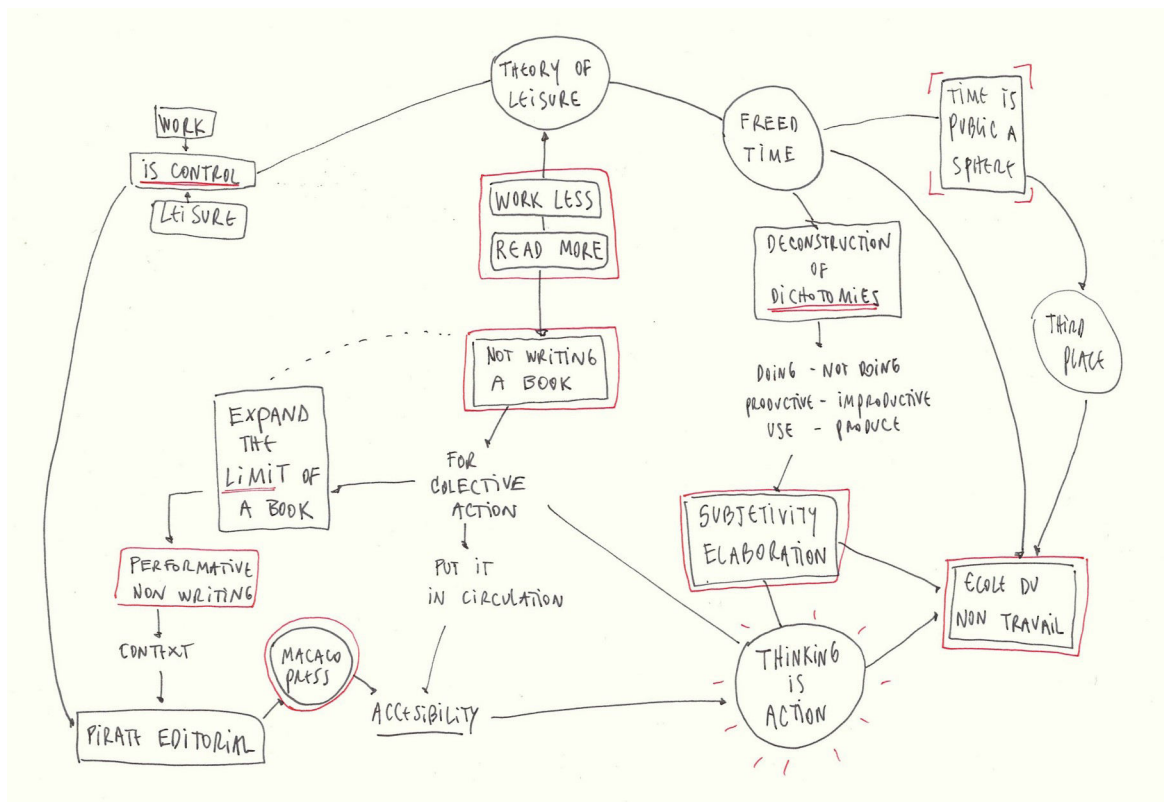 THEORY OF
LEISURE
WORK
IS CONTROL
LEISURE
FREED
TIME
TIME IS
PUBLIC A
SPHERE
WORK LESS
READ MORE
DECONSTRUCTION
OF
DICHOTOMIES
THIRD
PLACE
NOT WRITING
A BOOK
DOING - NOT DOING
PRODUCTIVE - IMPRODUCTIVE
USE - PRODUCE
EXPAND
THE
LIMIT OF
A BOOK
FOR
COLECTIVE
ACTION
SUBJETIVITY
ELABORATION
PERFORMATIVE
NON WRITING
PUT IT
IN CIRCULATION
ECOLE DU
NON TRAVAIL
CONTEXT
MACACO
PRESS
THINKING
IS
ACTION
PIRATE EDITORIAL
ACCESIBILITY